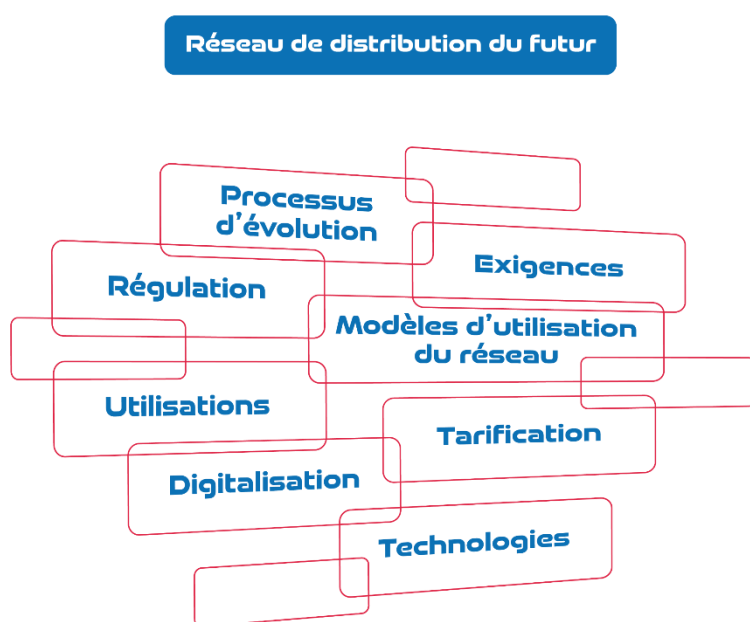 Réseau de distribution du futur
Processus
d'évolution
Exigences
Régulation
Modèles d'utilisation
du réseau
Utilisations
Tarification
Digitalisation
Technologies